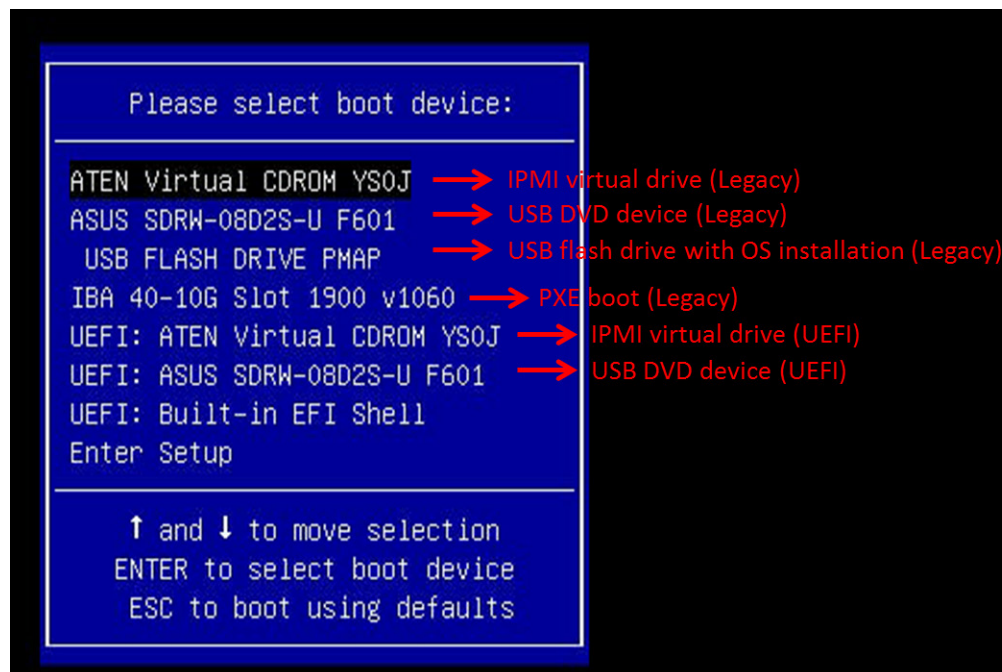 Please select boot device:
ATEN Virtual CDROM YS0J → IPMI virtual drive (Legacy)
ASUS SDRW-08D2S-U F601 → USB DVD device (Legacy)
USB FLASH DRIVE PMAP → USB flash drive with OS installation (Legacy)
IBA 40-10G Slot 1900 v1060 → PXE boot (Legacy)
UEFI: ATEN Virtual CDROM YS0J → IPMI virtual drive (UEFI)
UEFI: ASUS SDRW-08D2S-U F601 → USB DVD device (UEFI)
UEFI: Built-in EFI Shell
Enter Setup
↑ and ↓ to move selection
ENTER to select boot device
ESC to boot using defaults